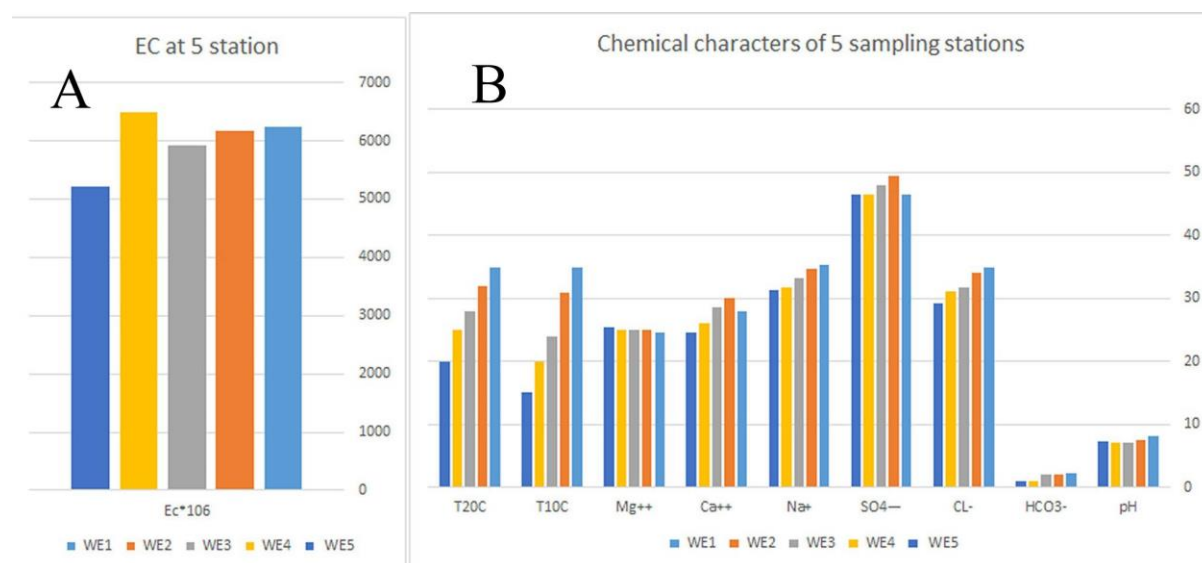 EC at 5 station
A
7000
6000
5000
4000
3000
2000
1000
0
Ec*106
WE1 WE2 WE3 WE4 WE5
Chemical characters of 5 sampling stations
B
60
50
40
30
20
10
0
T20C T10C Mg++ Ca++ Na+ SO4— CL- HCO3- pH
WE1 WE2 WE3 WE4 WE5